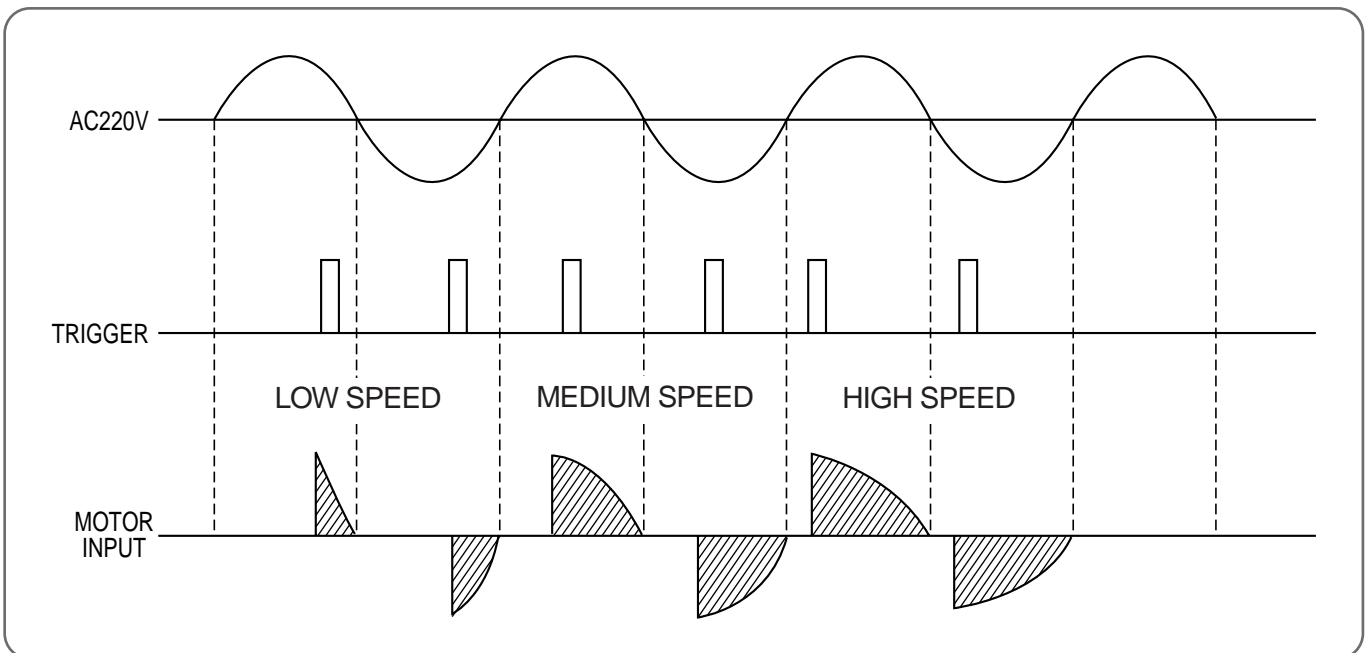 AC220V
TRIGGER
LOW SPEED
MEDIUM SPEED
HIGH SPEED
MOTOR
INPUT